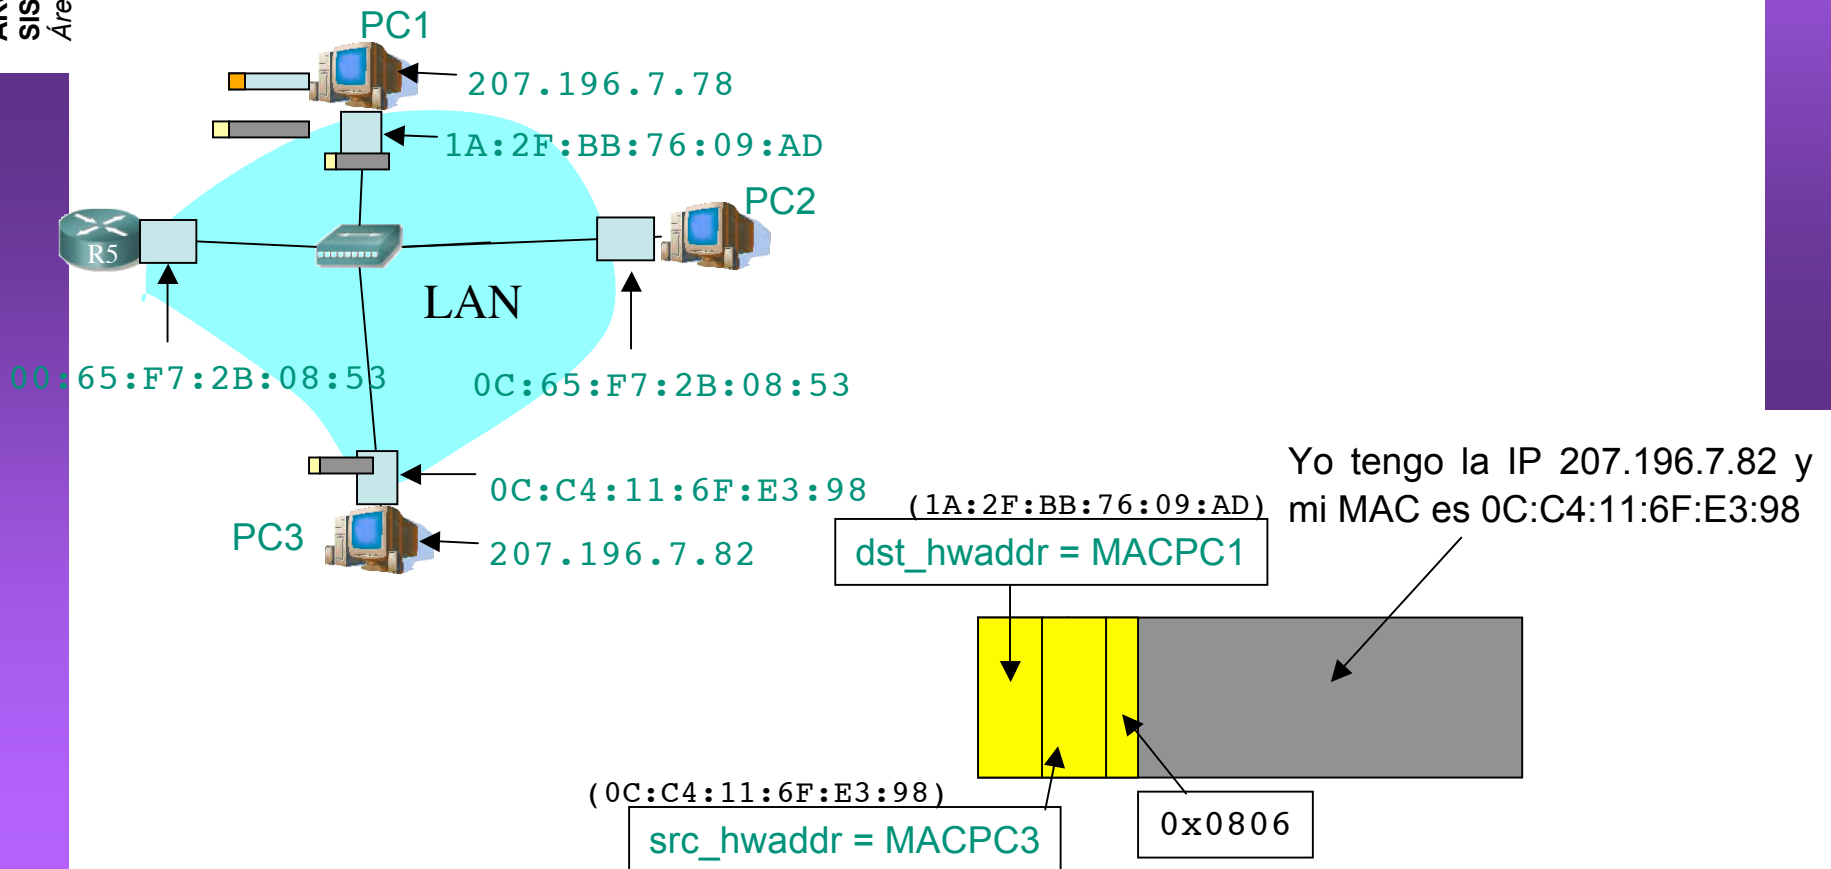 SIS
Áre
PC1
207.196.7.78
1A:2F:BB:76:09:AD
PC2
R5
LAN
00:65:F7:2B:08:53
0C:65:F7:2B:08:53
0C:C4:11:6F:E3:98
PC3
207.196.7.82
Yo tengo la IP 207.196.7.82 y
mi MAC es 0C:C4:11:6F:E3:98
(1A:2F:BB:76:09:AD)
dst_hwaddr = MACPC1
(0C:C4:11:6F:E3:98)
src_hwaddr = MACPC3
0x0806